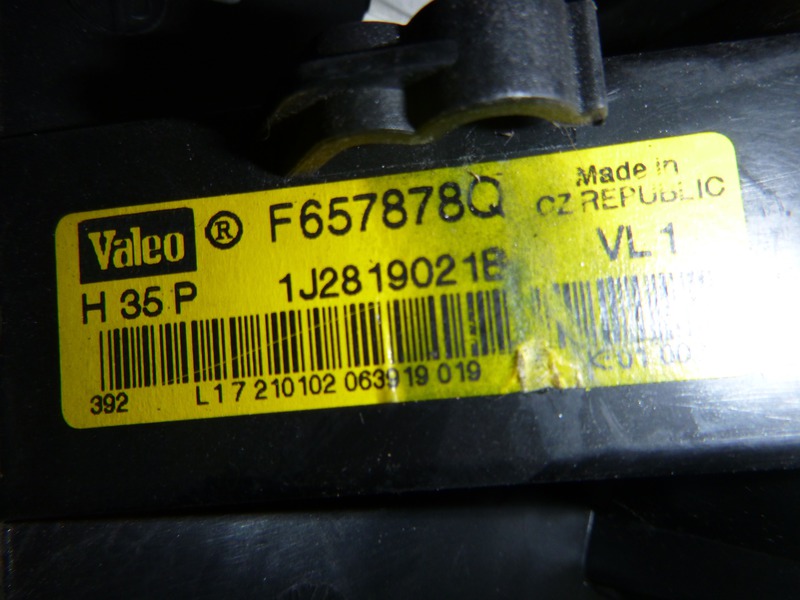 Valeo ® F657878Q Made in
CZ REPUBLIC
H 35 P 1J2819021B VL 1
392 L1 7 210102 063919 019